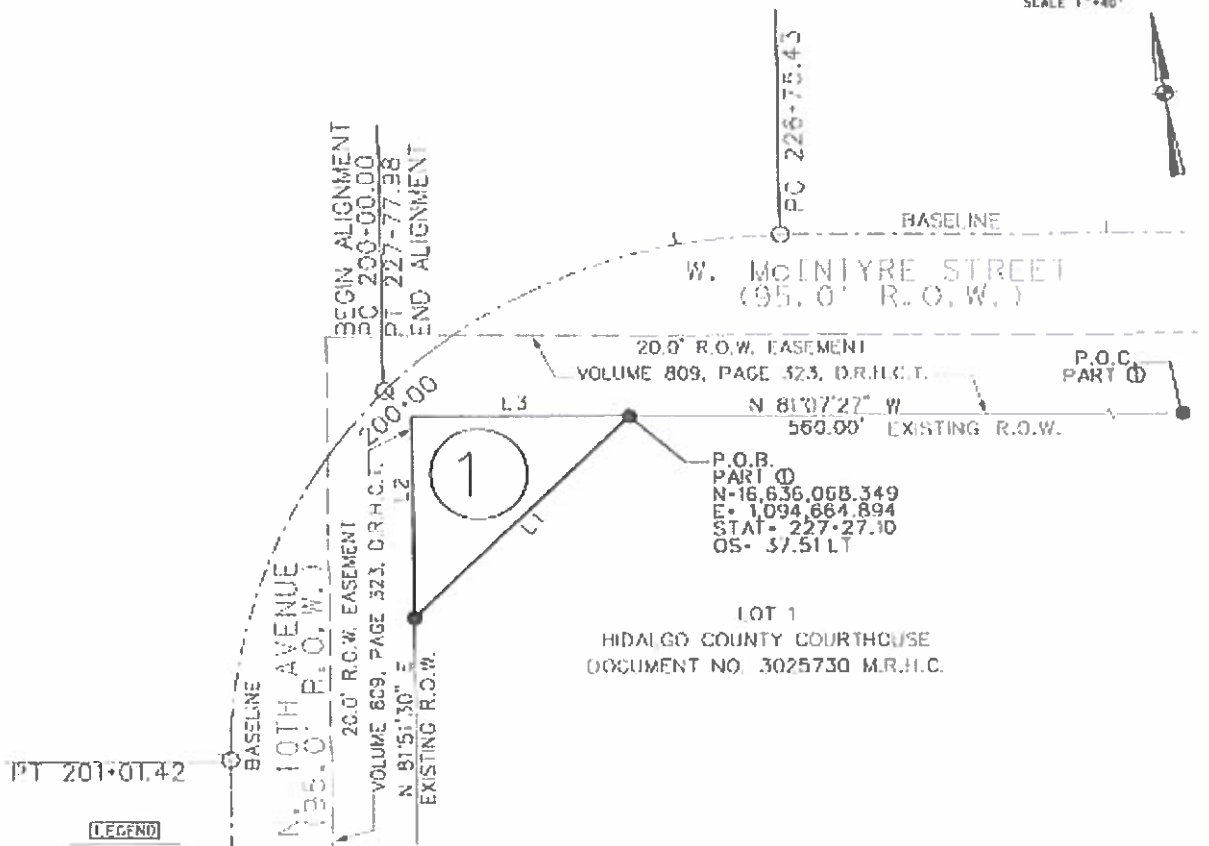 SCALE 1"=40'
BEGIN ALIGNMENT
PC 200+00.00
PT 227+77.98
END ALIGNMENT
PC 226+75.43
BASELINE
W. McINTYRE STREET
(95.0' R.O.W.)
20.0' R.O.W. EASEMENT
VOLUME 809, PAGE 323, D.R.H.C.T.
P.O.C.
PART ①
N 81°07'27" W
560.00' EXISTING R.O.W.
200+00
L3
1
L2
L1
P.O.B.
PART ①
N=16,636,068.349
E= 1,094,664.894
STAT= 227+27.10
OS= 37.51 LT
LOT 1
HIDALGO COUNTY COURTHOUSE
DOCUMENT NO. 3025730 M.R.H.C.
BASELINE
N. 10TH AVENUE
R.O.W.)
20.0' R.O.W. EASEMENT
VOLUME 809, PAGE 323, D.R.H.C.T.
N 81°51'30" E
EXISTING R.O.W.
PT 201+01.42
LEGEND